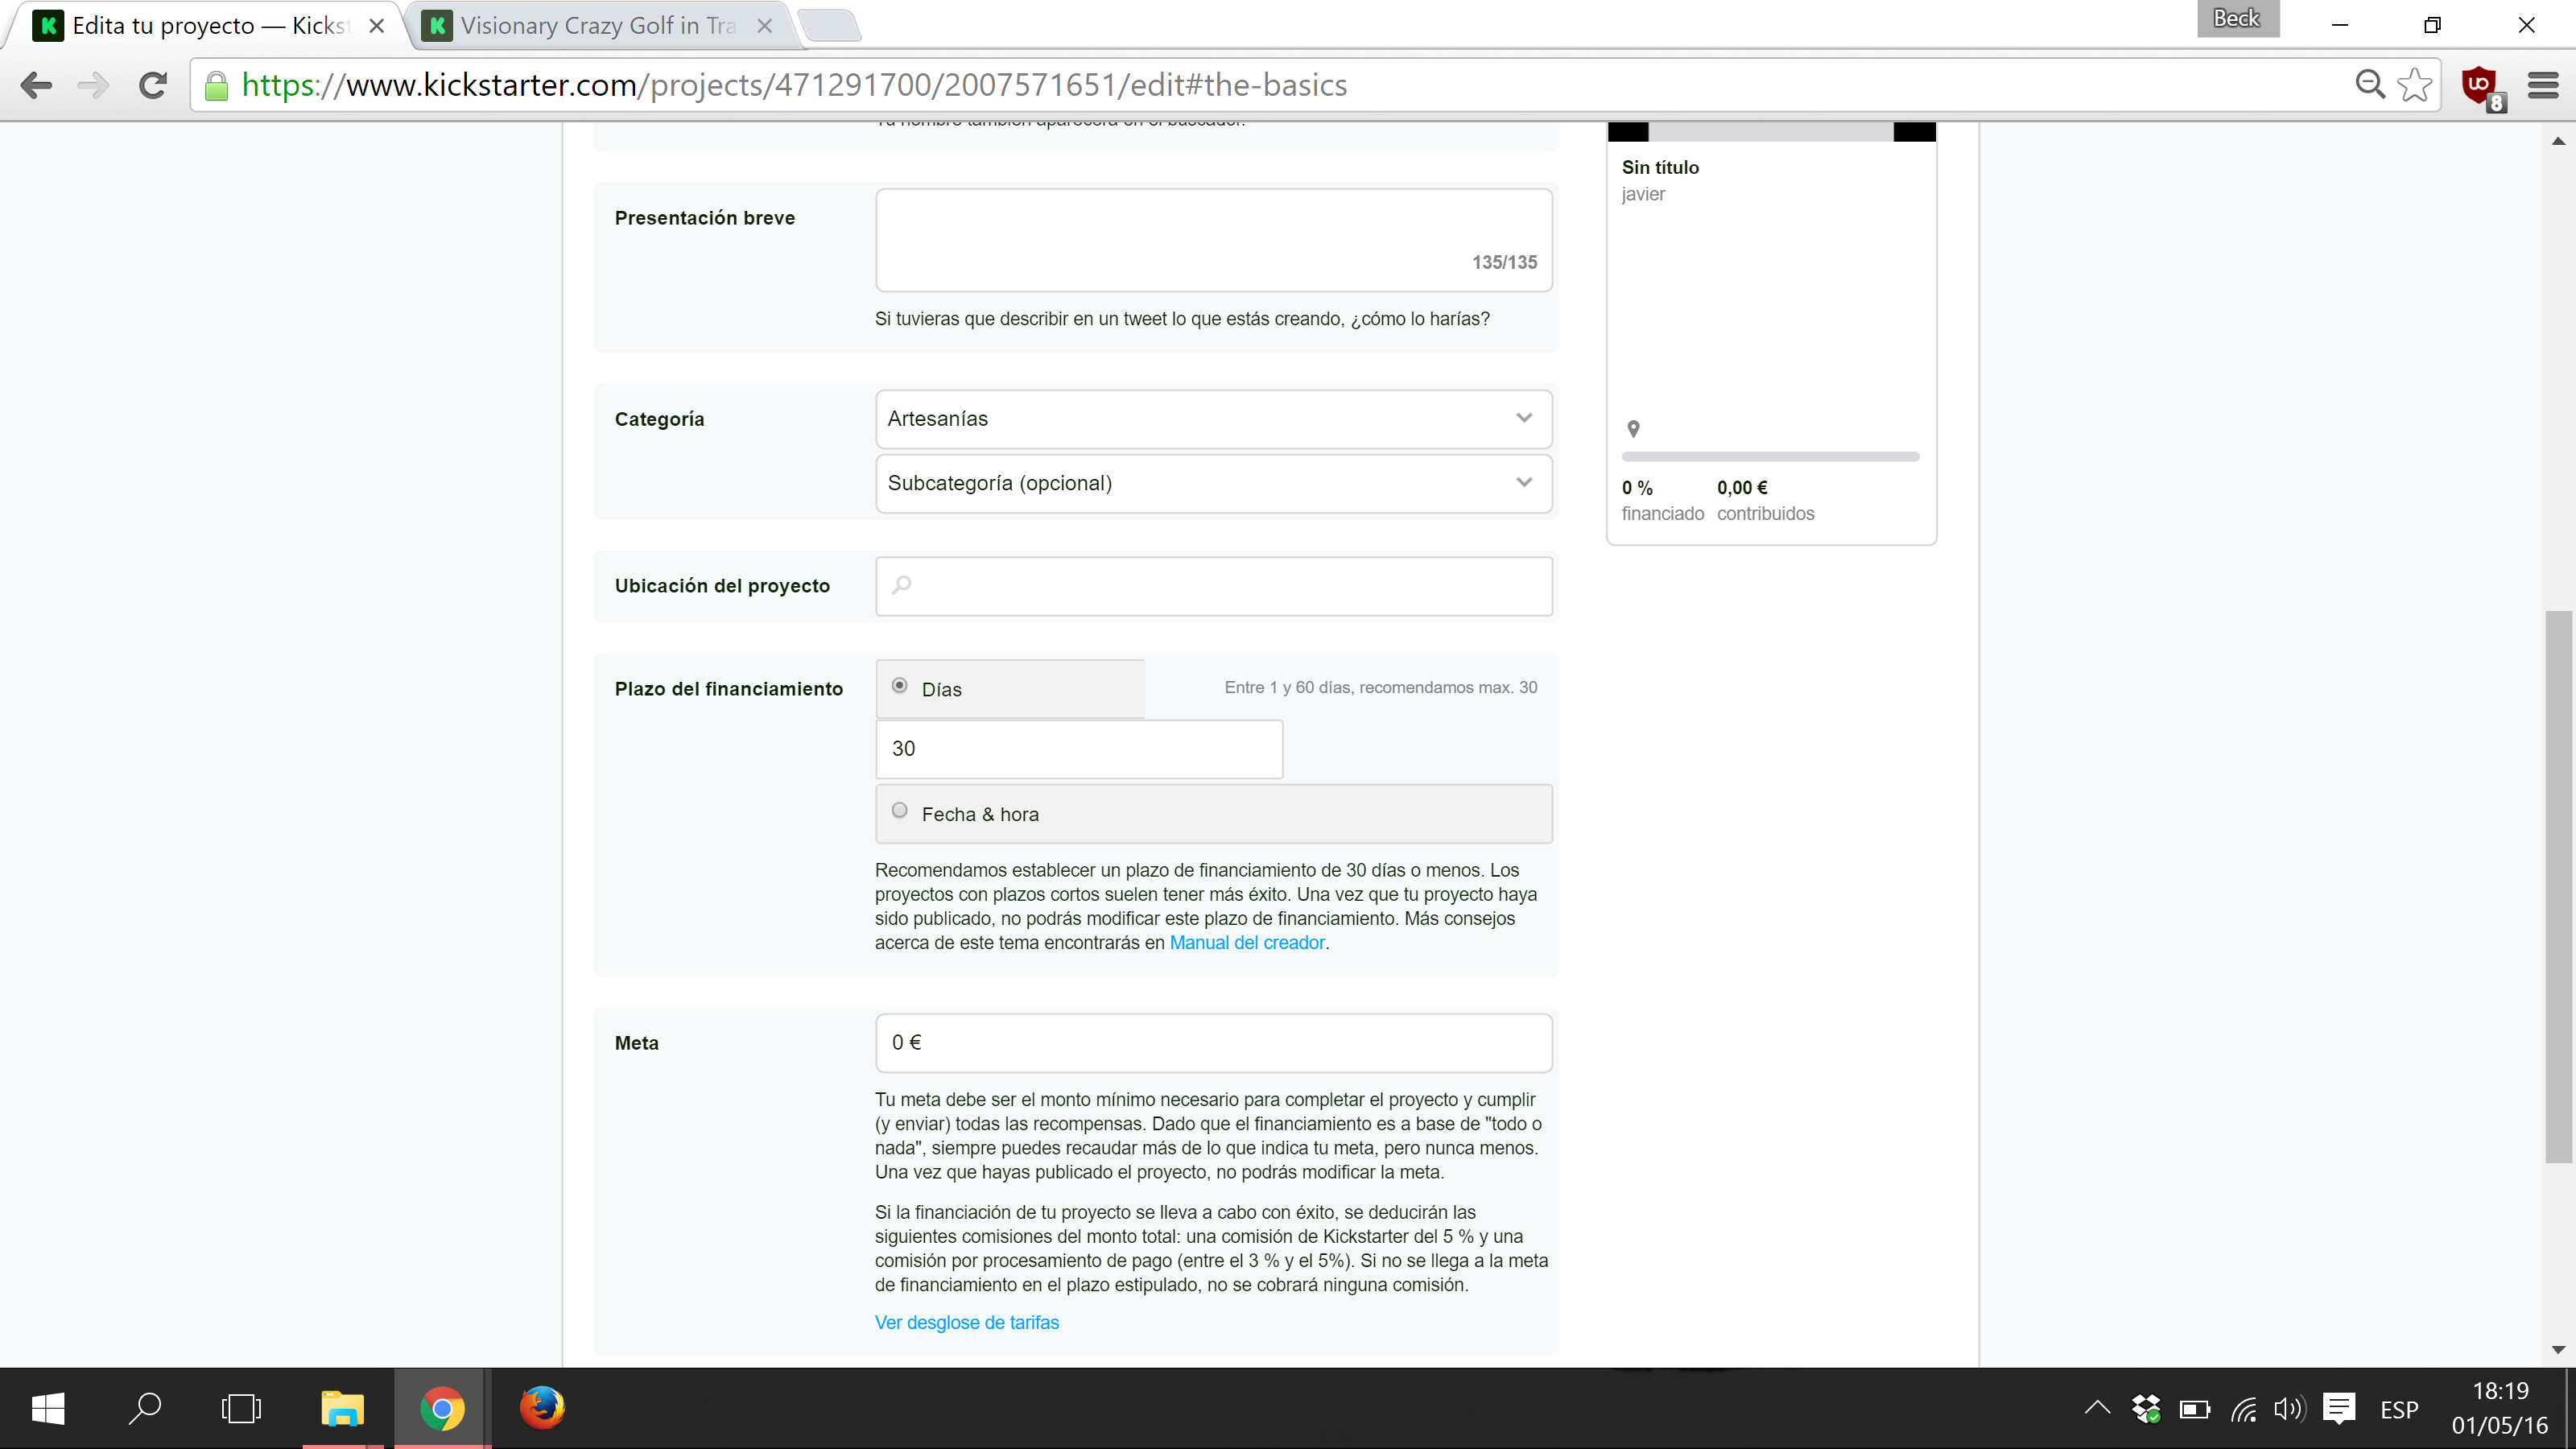 Edita tu proyecto — Kickst
Visionary Crazy Golf in Tra
Beck
https://www.kickstarter.com/projects/471291700/2007571651/edit#the-basics
8
Tu nombre también aparecerá en el buscador.
Sin título
javier
Presentación breve
135/135
Si tuvieras que describir en un tweet lo que estás creando, ¿cómo lo harías?
Categoría
Artesanías
Subcategoría (opcional)
0 %
financiado
0,00 €
contribuidos
Ubicación del proyecto
Plazo del financiamiento
Días
Entre 1 y 60 días, recomendamos max. 30
30
Fecha & hora
Recomendamos establecer un plazo de financiamiento de 30 días o menos. Los
proyectos con plazos cortos suelen tener más éxito. Una vez que tu proyecto haya
sido publicado, no podrás modificar este plazo de financiamiento. Más consejos
acerca de este tema encontrarás en Manual del creador.
Meta
0 €
Tu meta debe ser el monto mínimo necesario para completar el proyecto y cumplir
(y enviar) todas las recompensas. Dado que el financiamiento es a base de "todo o
nada", siempre puedes recaudar más de lo que indica tu meta, pero nunca menos.
Una vez que hayas publicado el proyecto, no podrás modificar la meta.
Si la financiación de tu proyecto se lleva a cabo con éxito, se deducirán las
siguientes comisiones del monto total: una comisión de Kickstarter del 5 % y una
comisión por procesamiento de pago (entre el 3 % y el 5%). Si no se llega a la meta
de financiamiento en el plazo estipulado, no se cobrará ninguna comisión.
Ver desglose de tarifas
ESP
18:19
01/05/16